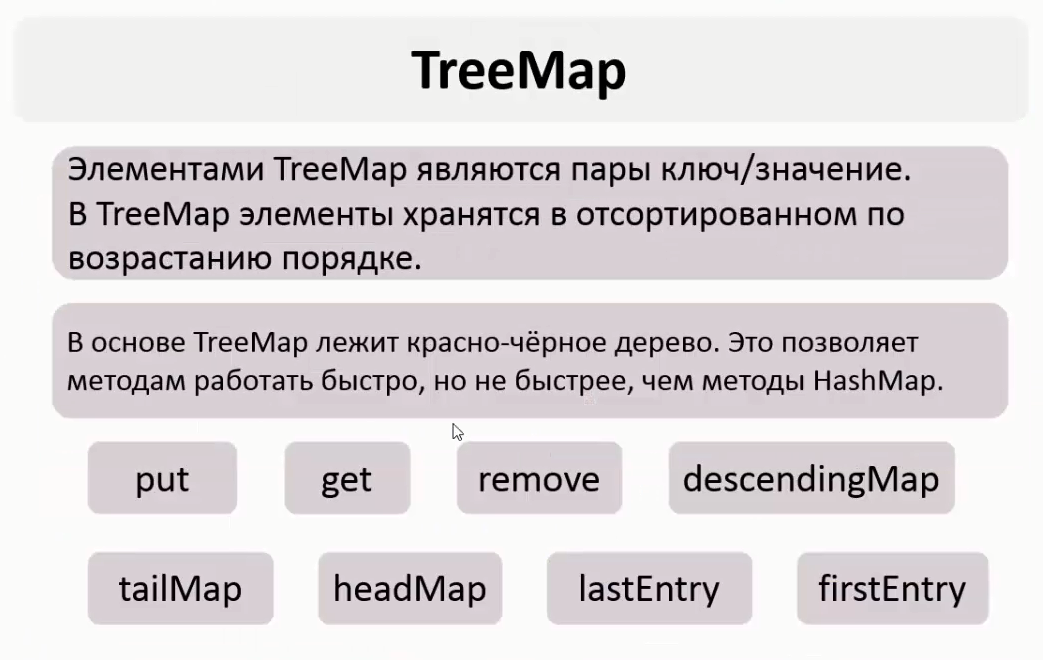 TreeMap
Элементами TreeMap являются пары ключ/значение.
В TreeMap элементы хранятся в отсортированном по
возрастанию порядке.
В основе TreeMap лежит красно-чёрное дерево. Это позволяет
методам работать быстро, но не быстрее, чем методы HashMap.
put get remove descendingMap
tailMap headMap lastEntry firstEntry